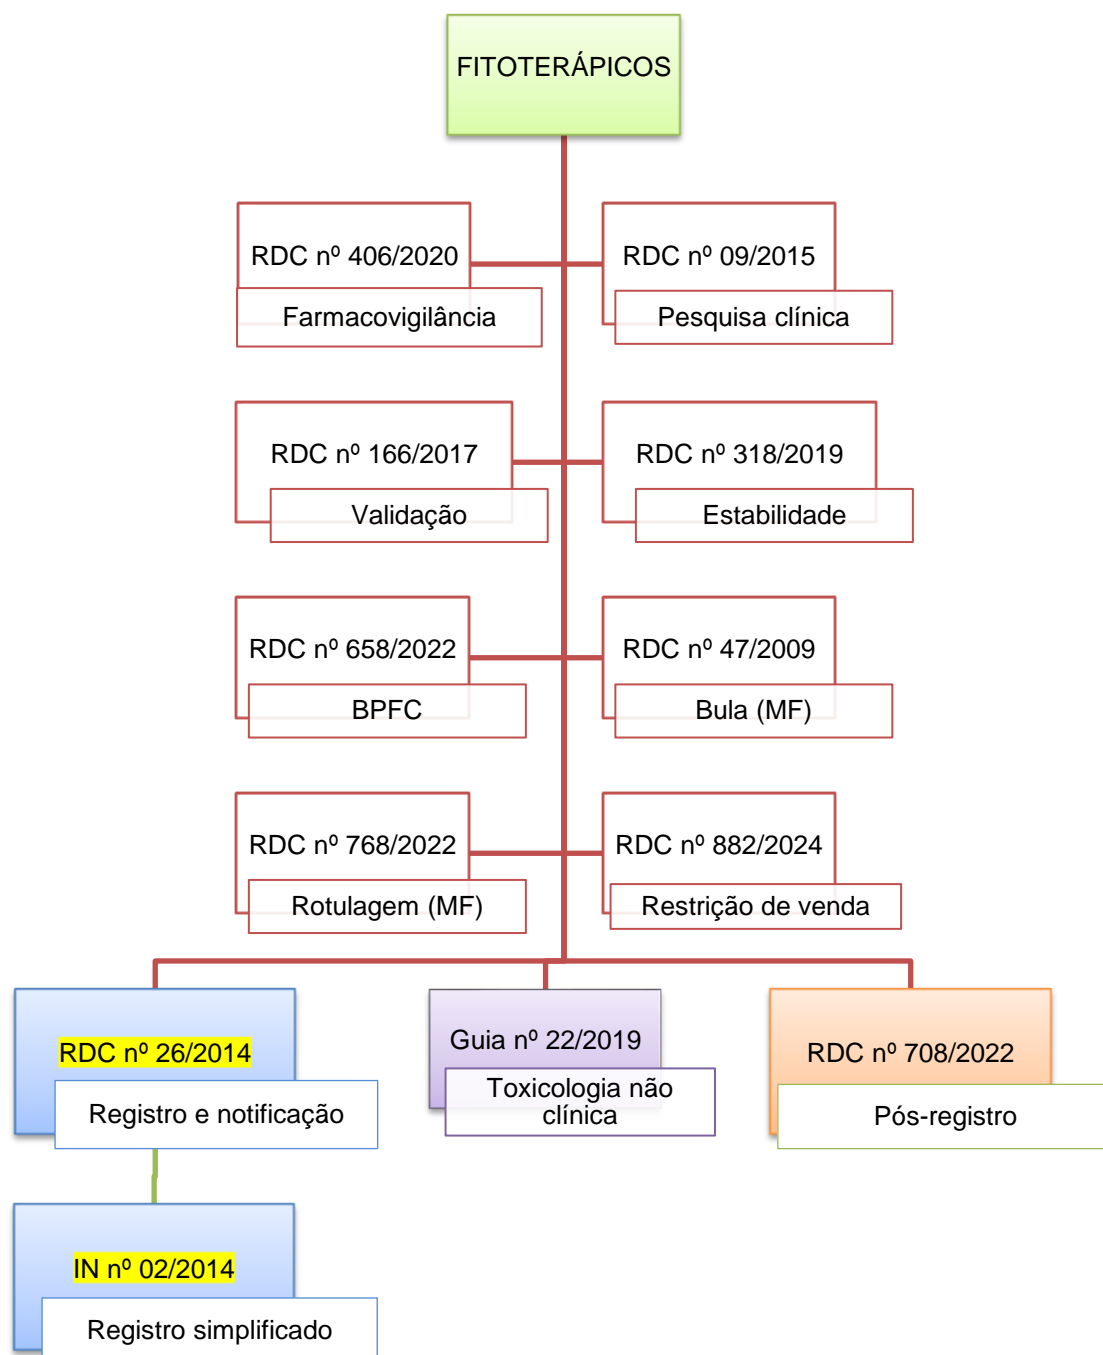 FITOTERÁPICOS
RDC nº 406/2020
Farmacovigilância
RDC nº 09/2015
Pesquisa clínica
RDC nº 166/2017
Validação
RDC nº 318/2019
Estabilidade
RDC nº 658/2022
BPFC
RDC nº 47/2009
Bula (MF)
RDC nº 768/2022
Rotulagem (MF)
RDC nº 882/2024
Restrição de venda
RDC nº 26/2014
Registro e notificação
Guia nº 22/2019
Toxicologia não
clínica
RDC nº 708/2022
Pós-registro
IN nº 02/2014
Registro simplificado